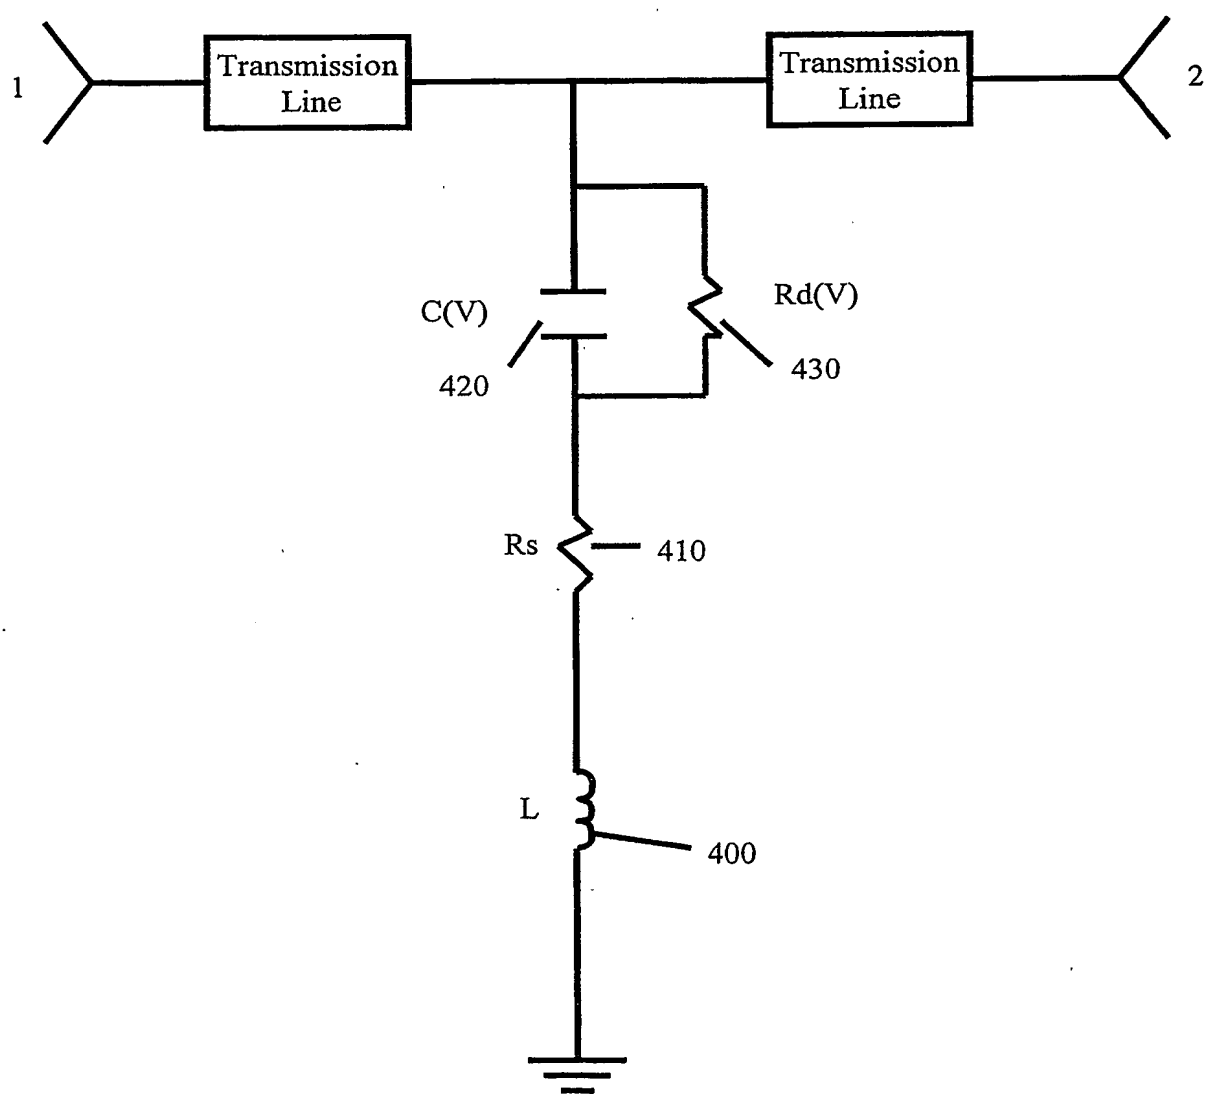 1
Transmission
Line
Transmission
Line
2
C(V)
Rd(V)
420
430
Rs
410
L
400